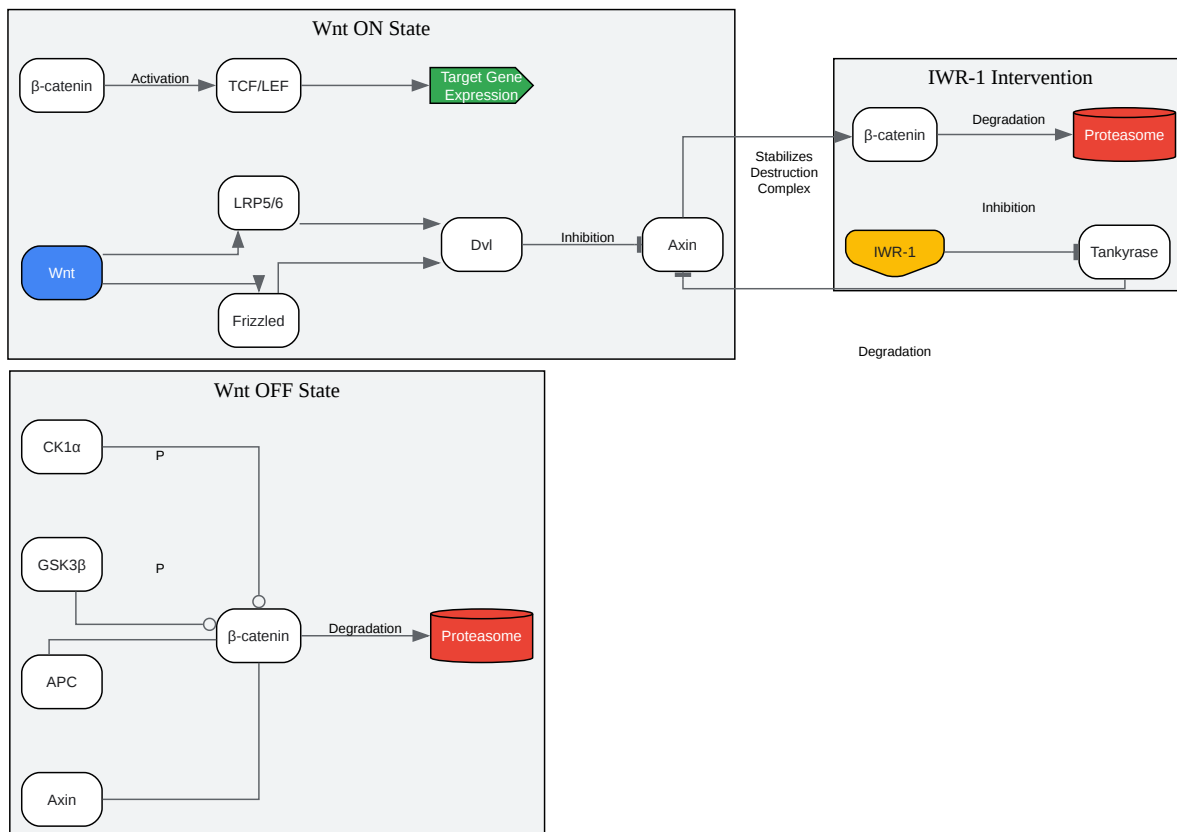 Wnt ON State
β-catenin
Activation
TCF/LEF
Target Gene
Expression
LRP5/6
Wnt
Frizzled
Dvl
Inhibition
Axin
Stabilizes
Destruction
Complex
IWR-1 Intervention
β-catenin
Degradation
Proteasome
Inhibition
IWR-1
Tankyrase
Degradation
Wnt OFF State
CK1α
P
GSK3β
P
β-catenin
Degradation
Proteasome
APC
Axin